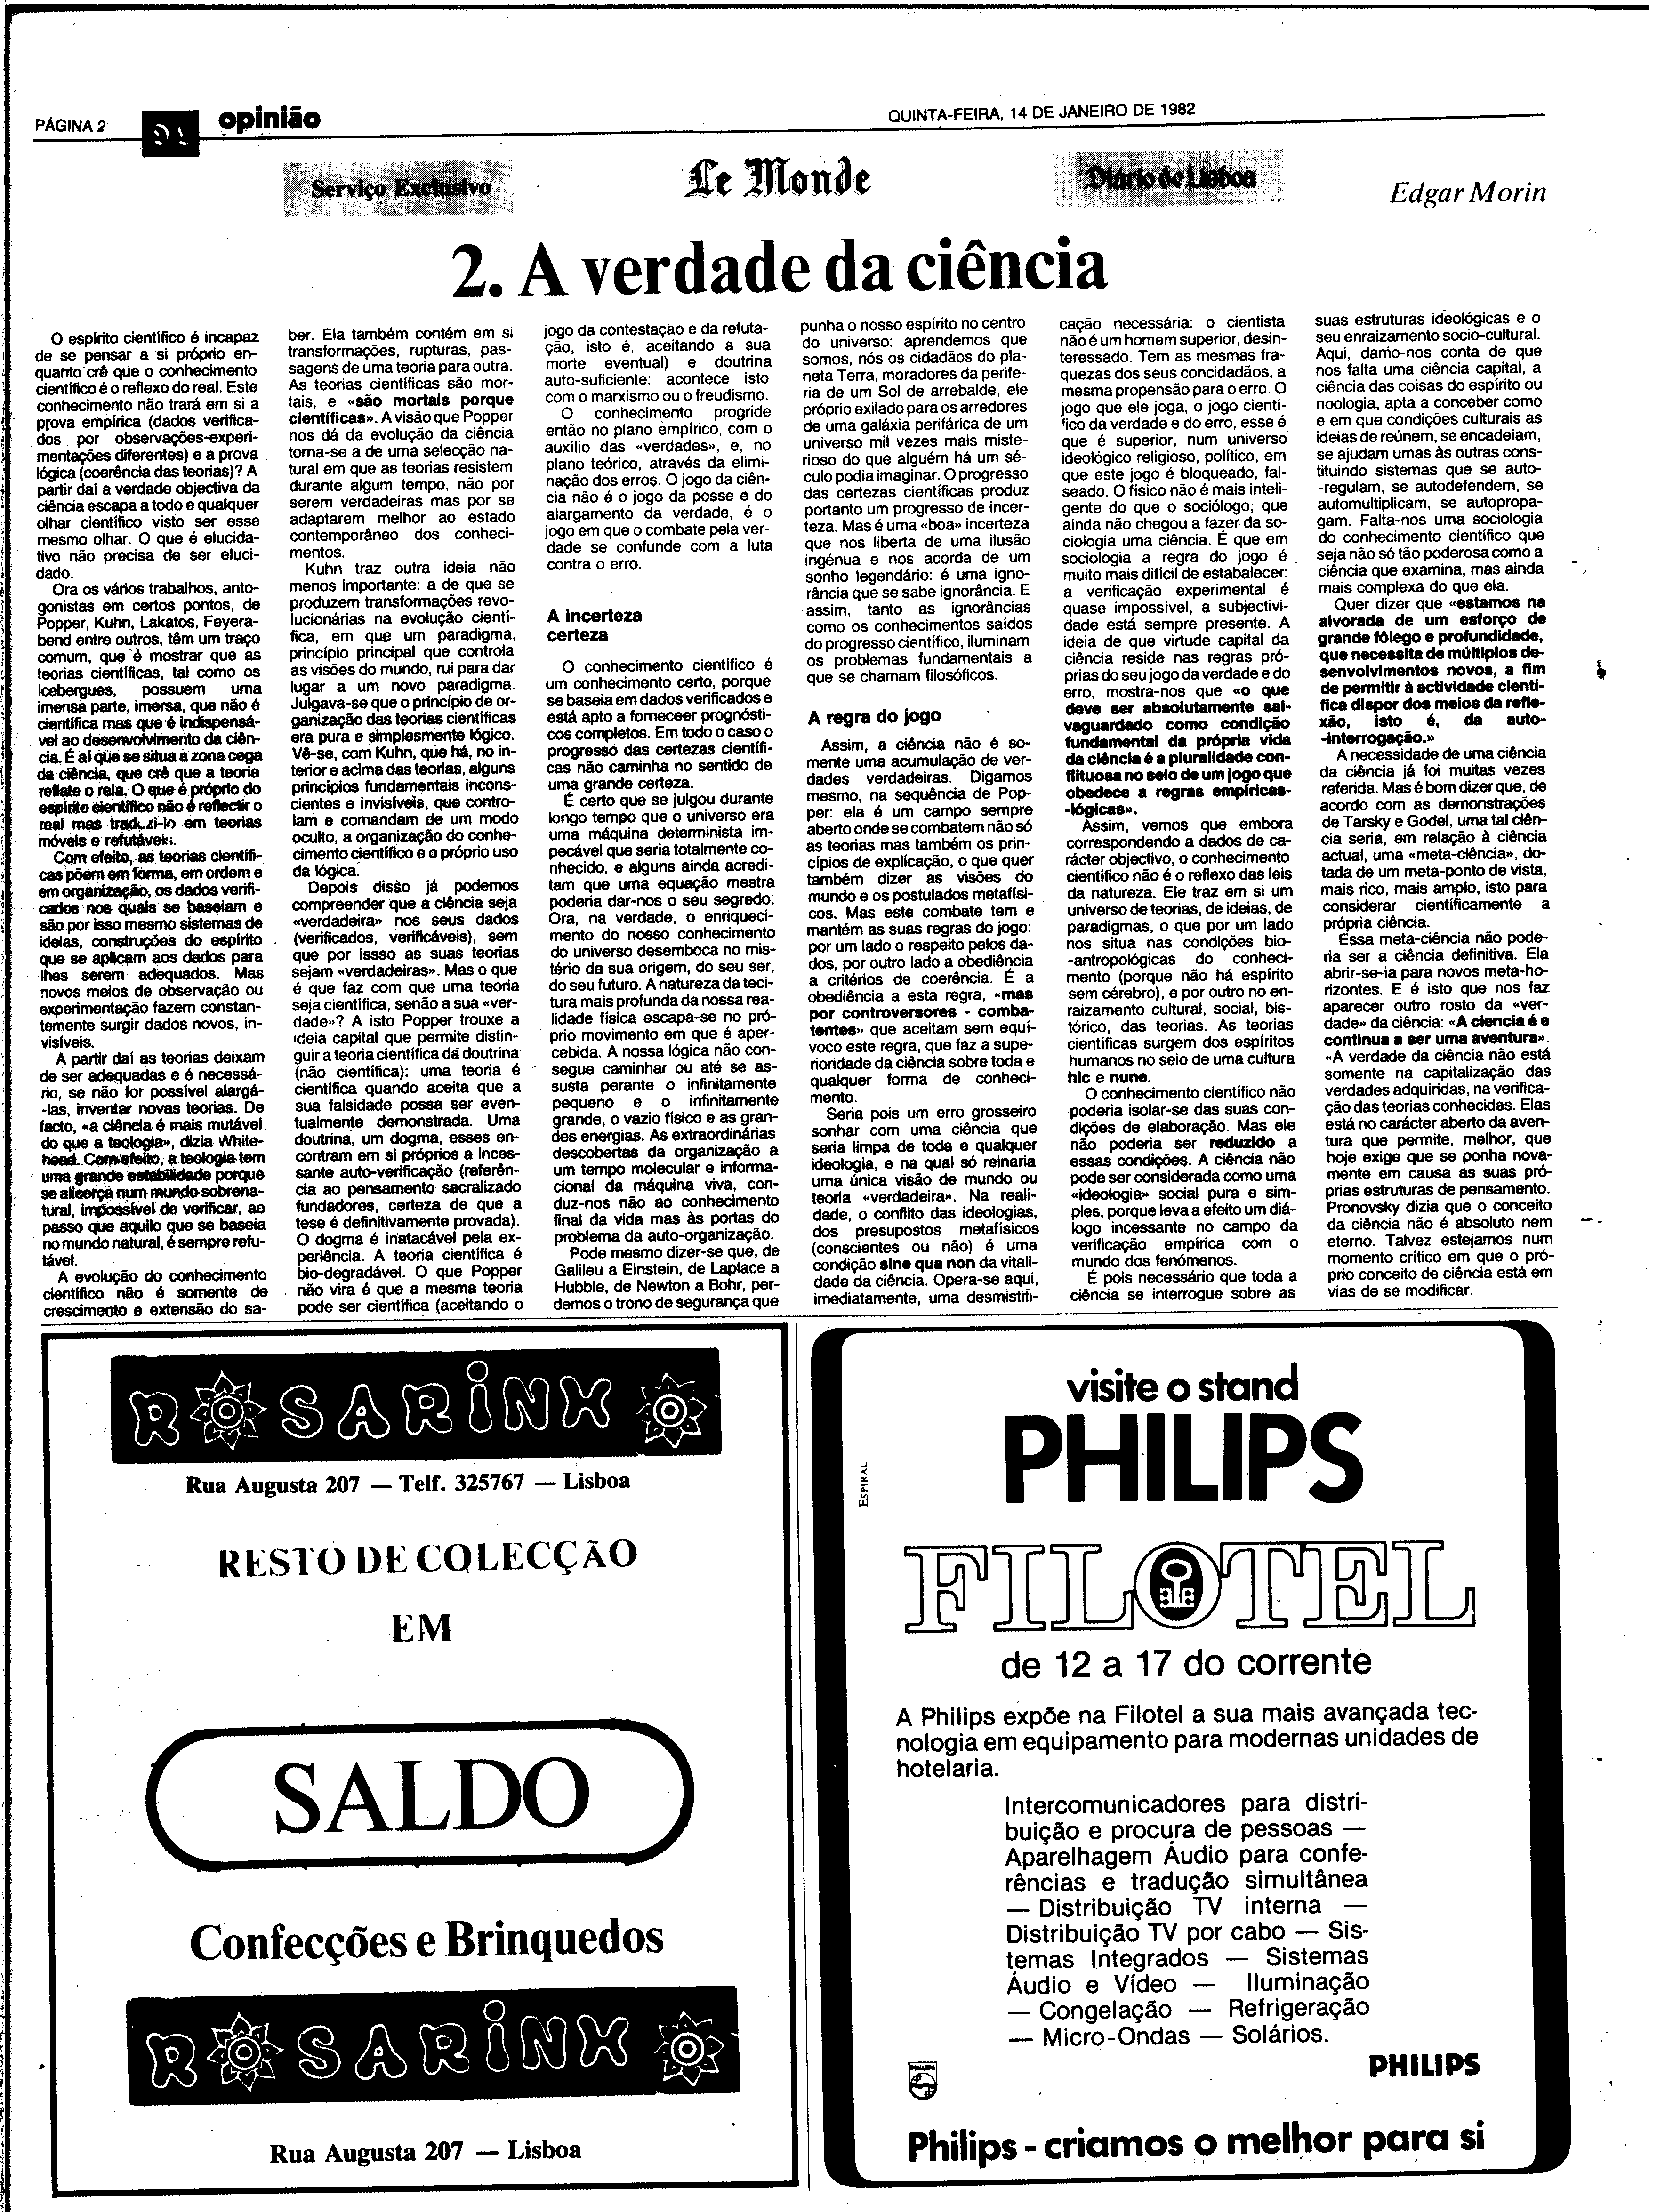 PÁGINA 2
opinião
QUINTA-FEIRA, 14 DE JANEIRO DE 1982
Serviço Exclusivo
Le Monde
Diário de Lisboa
Edgar Morin
2. A verdade da ciência
O espírito científico é incapaz
de se pensar a si próprio en-
quanto crê que o conhecimento
científico é o reflexo do real. Este
conhecimento não trará em si a
prova empírica (dados verifica-
dos por observações-experi-
mentações diferentes) e a prova
lógica (coerência das teorias)? A
partir daí a verdade objectiva da
ciência escapa a todo e qualquer
olhar científico visto ser esse
mesmo olhar. O que é elucida-
tivo não precisa de ser eluci-
dado.
Ora os vários trabalhos, anto-
gonistas em certos pontos, de
Popper, Kuhn, Lakatos, Feyera-
bend entre outros, têm um traço
comum, que é mostrar que as
teorias científicas, tal como os
icebergues, possuem uma
imensa parte, imersa, que não é
científica mas que é indispensá-
vel ao desenvolvimento da ciên-
cia. É aí que se situa a zona cega
da ciência, que crê que a teoria
reflate o rela. O que é próprio do
espírito científico não é reflectir o
real mas traduzi-lo em teorias
móveis e refutáveis.
Com efeito, as teorias científi-
cas põem em forma, em ordem e
em organização, os dados verifi-
cados nos quais se baseiam e
são por isso mesmo sistemas de
ideias, construções do espírito
que se aplicam aos dados para
lhes serem adequados. Mas
novos meios de observação ou
experimentação fazem constan-
temente surgir dados novos, in-
visíveis.
A partir daí as teorias deixam
de ser adequadas e é necessá-
rio, se não for possível alargá-
-las, inventar novas teorias. De
facto, «a ciência é mais mutável
do que a teologia», dizia White-
head. Com efeito, a teologia tem
uma grande estabilidade porque
se alicerça num mundo sobrena-
tural, impossível de verificar, ao
passo que aquilo que se baseia
no mundo natural, é sempre refu-
tável.
A evolução do conhecimento
científico não é somente de
crescimento e extensão do sa-
ber. Ela também contém em si
transformações, rupturas, pas-
sagens de uma teoria para outra.
As teorias científicas são mor-
tais, e «são mortais porque
científicas». A visão que Popper
nos dá da evolução da ciência
torna-se a de uma selecção na-
tural em que as teorias resistem
durante algum tempo, não por
serem verdadeiras mas por se
adaptarem melhor ao estado
contemporâneo dos conheci-
mentos.
Kuhn traz outra ideia não
menos importante: a de que se
produzem transformações revo-
lucionárias na evolução cientí-
fica, em que um paradigma,
princípio principal que controla
as visões do mundo, rui para dar
lugar a um novo paradigma.
Julgava-se que o princípio de or-
ganização das teorias científicas
era pura e simplesmente lógico.
Vê-se, com Kuhn, que há, no in-
terior e acima das teorias, alguns
princípios fundamentais incons-
cientes e invisíveis, que contro-
lam e comandam de um modo
oculto, a organização do conhe-
cimento científico e o próprio uso
da lógica.
Depois disso já podemos
compreender que a ciência seja
«verdadeira» nos seus dados
(verificados, verificáveis), sem
que por issso as suas teorias
sejam «verdadeiras». Mas o que
é que faz com que uma teoria
seja científica, senão a sua «ver-
dade»? A isto Popper trouxe a
ideia capital que permite distin-
guir a teoria científica da doutrina
(não científica): uma teoria é
científica quando aceita que a
sua falsidade possa ser even-
tualmente demonstrada. Uma
doutrina, um dogma, esses en-
contram em si próprios a inces-
sante auto-verificação (referên-
cia ao pensamento sacralizado
fundadores, certeza de que a
tese é definitivamente provada).
O dogma é inatacável pela ex-
periência. A teoria científica é
bio-degradável. O que Popper
não vira é que a mesma teoria
pode ser científica (aceitando o
jogo da contestação e da refuta-
ção, isto é, aceitando a sua
morte eventual) e doutrina
auto-suficiente: acontece isto
com o marxismo ou o freudismo.
O conhecimento progride
então no plano empírico, com o
auxílio das «verdades», e, no
plano teórico, através da elimi-
nação dos erros. O jogo da ciên-
cia não é o jogo da posse e do
alargamento da verdade, é o
jogo em que o combate pela ver-
dade se confunde com a luta
contra o erro.
A incerteza
certeza
O conhecimento científico é
um conhecimento certo, porque
se baseia em dados verificados e
está apto a forneceer prognósti-
cos completos. Em todo o caso o
progresso das certezas científi-
cas não caminha no sentido de
uma grande certeza.
É certo que se julgou durante
longo tempo que o universo era
uma máquina determinista im-
pecável que seria totalmente co-
nhecido, e alguns ainda acredi-
tam que uma equação mestra
poderia dar-nos o seu segredo.
Ora, na verdade, o enriqueci-
mento do nosso conhecimento
do universo desemboca no mis-
tério da sua origem, do seu ser,
do seu futuro. A natureza da teci-
tura mais profunda da nossa rea-
lidade física escapa-se no pró-
prio movimento em que é aper-
cebida. A nossa lógica não con-
segue caminhar ou até se as-
susta perante o infinitamente
pequeno e o infinitamente
grande, o vazio físico e as gran-
des energias. As extraordinárias
descobertas da organização a
um tempo molecular e informa-
cional da máquina viva, con-
duz-nos não ao conhecimento
final da vida mas às portas do
problema da auto-organização.
Pode mesmo dizer-se que, de
Galileu a Einstein, de Laplace a
Hubble, de Newton a Bohr, per-
demos o trono de segurança que
punha o nosso espírito no centro
do universo: aprendemos que
somos, nós os cidadãos do pla-
neta Terra, moradores da perife-
ria de um Sol de arrebalde, ele
próprio exilado para os arredores
de uma galáxia perifárica de um
universo mil vezes mais miste-
rioso do que alguém há um sé-
culo podia imaginar. O progresso
das certezas científicas produz
portanto um progresso de incer-
teza. Mas é uma «boa» incerteza
que nos liberta de uma ilusão
ingénua e nos acorda de um
sonho legendário: é uma igno-
rância que se sabe ignorância. E
assim, tanto as ignorâncias
como os conhecimentos saídos
do progresso científico, iluminam
os problemas fundamentais a
que se chamam filosóficos.
A regra do jogo
Assim, a ciência não é so-
mente uma acumulação de ver-
dades verdadeiras. Digamos
mesmo, na sequência de Pop-
per: ela é um campo sempre
aberto onde se combatem não só
as teorias mas também os prin-
cípios de explicação, o que quer
também dizer as visões do
mundo e os postulados metafísi-
cos. Mas este combate tem e
mantém as suas regras do jogo:
por um lado o respeito pelos da-
dos, por outro lado a obediência
a critérios de coerência. É a
obediência a esta regra, «mas
por controversores - comba-
tentes» que aceitam sem equí-
voco este regra, que faz a supe-
rioridade da ciência sobre toda e
qualquer forma de conheci-
mento.
Seria pois um erro grosseiro
sonhar com uma ciência que
seria limpa de toda e qualquer
ideologia, e na qual só reinaria
uma única visão de mundo ou
teoria «verdadeira». Na reali-
dade, o conflito das ideologias,
dos presupostos metafísicos
(conscientes ou não) é uma
condição sine qua non da vitali-
dade da ciência. Opera-se aqui,
imediatamente, uma desmistifi-
cação necessária: o cientista
não é um homem superior, desin-
teressado. Tem as mesmas fra-
quezas dos seus concidadãos, a
mesma propensão para o erro. O
jogo que ele joga, o jogo cientí-
fico da verdade e do erro, esse é
que é superior, num universo
ideológico religioso, político, em
que este jogo é bloqueado, fal-
seado. O físico não é mais inteli-
gente do que o sociólogo, que
ainda não chegou a fazer da so-
ciologia uma ciência. É que em
sociologia a regra do jogo é
muito mais difícil de estabalecer:
a verificação experimental é
quase impossível, a subjectivi-
dade está sempre presente. A
ideia de que virtude capital da
ciência reside nas regras pró-
prias do seu jogo da verdade e do
erro, mostra-nos que «o que
deve ser absolutamente sal-
vaguardado como condição
fundamental da própria vida
da ciência é a pluralidade con-
flituosa no seio de um jogo que
obedece a regras empíricas-
-lógicas».
Assim, vemos que embora
correspondendo a dados de ca-
rácter objectivo, o conhecimento
científico não é o reflexo das leis
da natureza. Ele traz em si um
universo de teorias, de ideias, de
paradigmas, o que por um lado
nos situa nas condições bio-
-antropológicas do conheci-
mento (porque não há espírito
sem cérebro), e por outro no en-
raizamento cultural, social, bis-
tórico, das teorias. As teorias
científicas surgem dos espíritos
humanos no seio de uma cultura
hic e nune.
O conhecimento científico não
poderia isolar-se das suas con-
dições de elaboração. Mas ele
não poderia ser reduzido a
essas condições. A ciência não
pode ser considerada como uma
«ideologia» social pura e sim-
ples, porque leva a efeito um diá-
logo incessante no campo da
verificação empírica com o
mundo dos fenómenos.
É pois necessário que toda a
ciência se interrogue sobre as
suas estruturas ideológicas e o
seu enraizamento socio-cultural.
Aqui, damo-nos conta de que
nos falta uma ciência capital, a
ciência das coisas do espírito ou
noologia, apta a conceber como
e em que condições culturais as
ideias de reúnem, se encadeiam,
se ajudam umas às outras cons-
tituindo sistemas que se auto-
-regulam, se autodefendem, se
automultiplicam, se autopropa-
gam. Falta-nos uma sociologia
do conhecimento científico que
seja não só tão poderosa como a
ciência que examina, mas ainda
mais complexa do que ela.
Quer dizer que «estamos na
alvorada de um esforço de
grande fôlego e profundidade,
que necessita de múltiplos de-
senvolvimentos novos, a fim
de permitir à actividade cientí-
fica dispor dos meios da refle-
xão, isto é, da auto-
-interrogação.»
A necessidade de uma ciência
da ciência já foi muitas vezes
referida. Mas é bom dizer que, de
acordo com as demonstrações
de Tarsky e Godel, uma tal ciên-
cia seria, em relação à ciência
actual, uma «meta-ciência», do-
tada de um meta-ponto de vista,
mais rico, mais amplo, isto para
considerar científicamente a
própria ciência.
Essa meta-ciência não pode-
ria ser a ciência definitiva. Ela
abrir-se-ia para novos meta-ho-
rizontes. E é isto que nos faz
aparecer outro rosto da «ver-
dade» da ciência: «A ciencia é e
continua a ser uma aventura».
«A verdade da ciência não está
somente na capitalização das
verdades adquiridas, na verifica-
ção das teorias conhecidas. Elas
está no carácter aberto da aven-
tura que permite, melhor, que
hoje exige que se ponha nova-
mente em causa as suas pró-
prias estruturas de pensamento.
Pronovsky dizia que o conceito
da ciência não é absoluto nem
eterno. Talvez estejamos num
momento crítico em que o pró-
prio conceito de ciência está em
vias de se modificar.
ROSARINX
Rua Augusta 207 — Telf. 325767 — Lisboa
RESTO DE COLECÇÃO
EM
SALDO
Confecções e Brinquedos
ROSARINX
Rua Augusta 207 — Lisboa
visite o stand
PHILIPS
ESPIRAL
FILOTEL
de 12 a 17 do corrente
A Philips expõe na Filotel a sua mais avançada tec-
nologia em equipamento para modernas unidades de
hotelaria.
Intercomunicadores para distri-
buição e procura de pessoas —
Aparelhagem Áudio para confe-
rências e tradução simultânea
— Distribuição TV interna —
Distribuição TV por cabo — Sis-
temas Integrados — Sistemas
Áudio e Vídeo — Iluminação
— Congelação — Refrigeração
— Micro-Ondas — Solários.
PHILIPS
PHILIPS
Philips - criamos o melhor para si